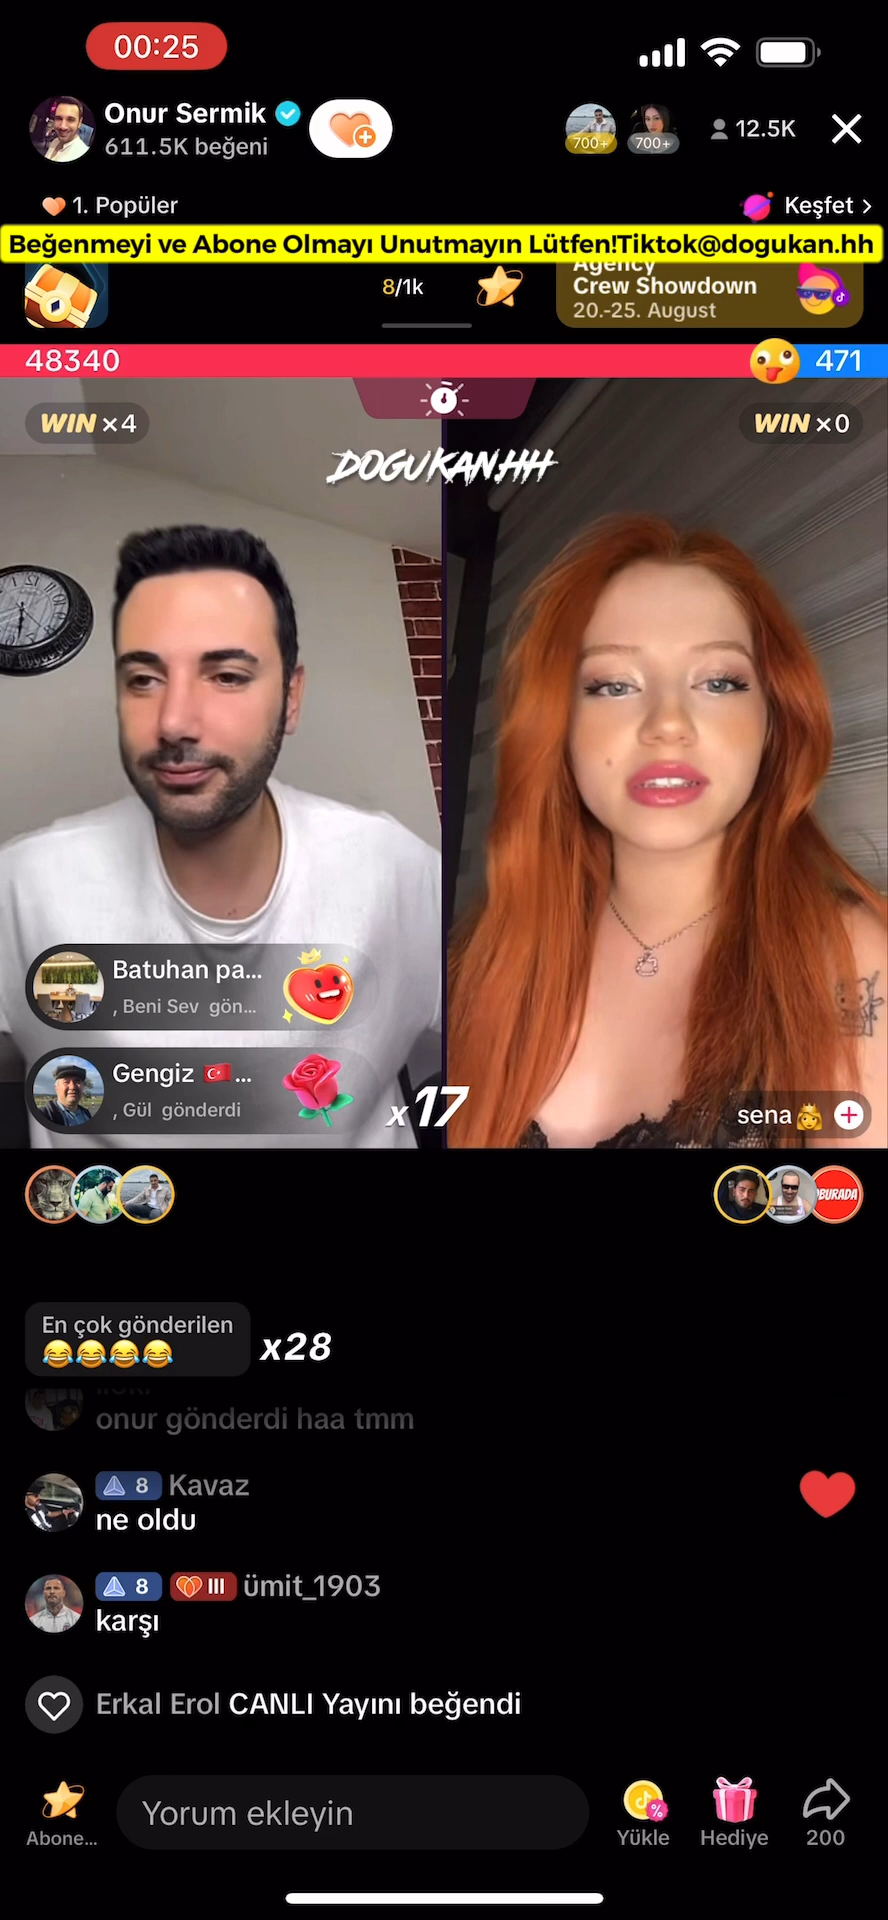 00:25
Onur Sermik
611.5K beğeni
700+
700+
12.5K
1. Popüler
Keşfet >
Beğenmeyi ve Abone Olmayı Unutmayın Lütfen!Tiktok@dogukan.hh
8/1k
Agency
Crew Showdown
20.-25. August
48340
471
WIN x4
WIN x0
DOGUKAN.HH
Batuhan pa...
, Beni Sev gön...
Gengiz 🇹🇷...
, Gül gönderdi
x17
sena👸
BURADA
En çok gönderilen
😂😂😂😂
x28
onur gönderdi haa tmm
8 Kavaz
ne oldu
8 III ümit_1903
karşı
Erkal Erol CANLI Yayını beğendi
Abone...
Yorum ekleyin
Yükle
Hediye
200